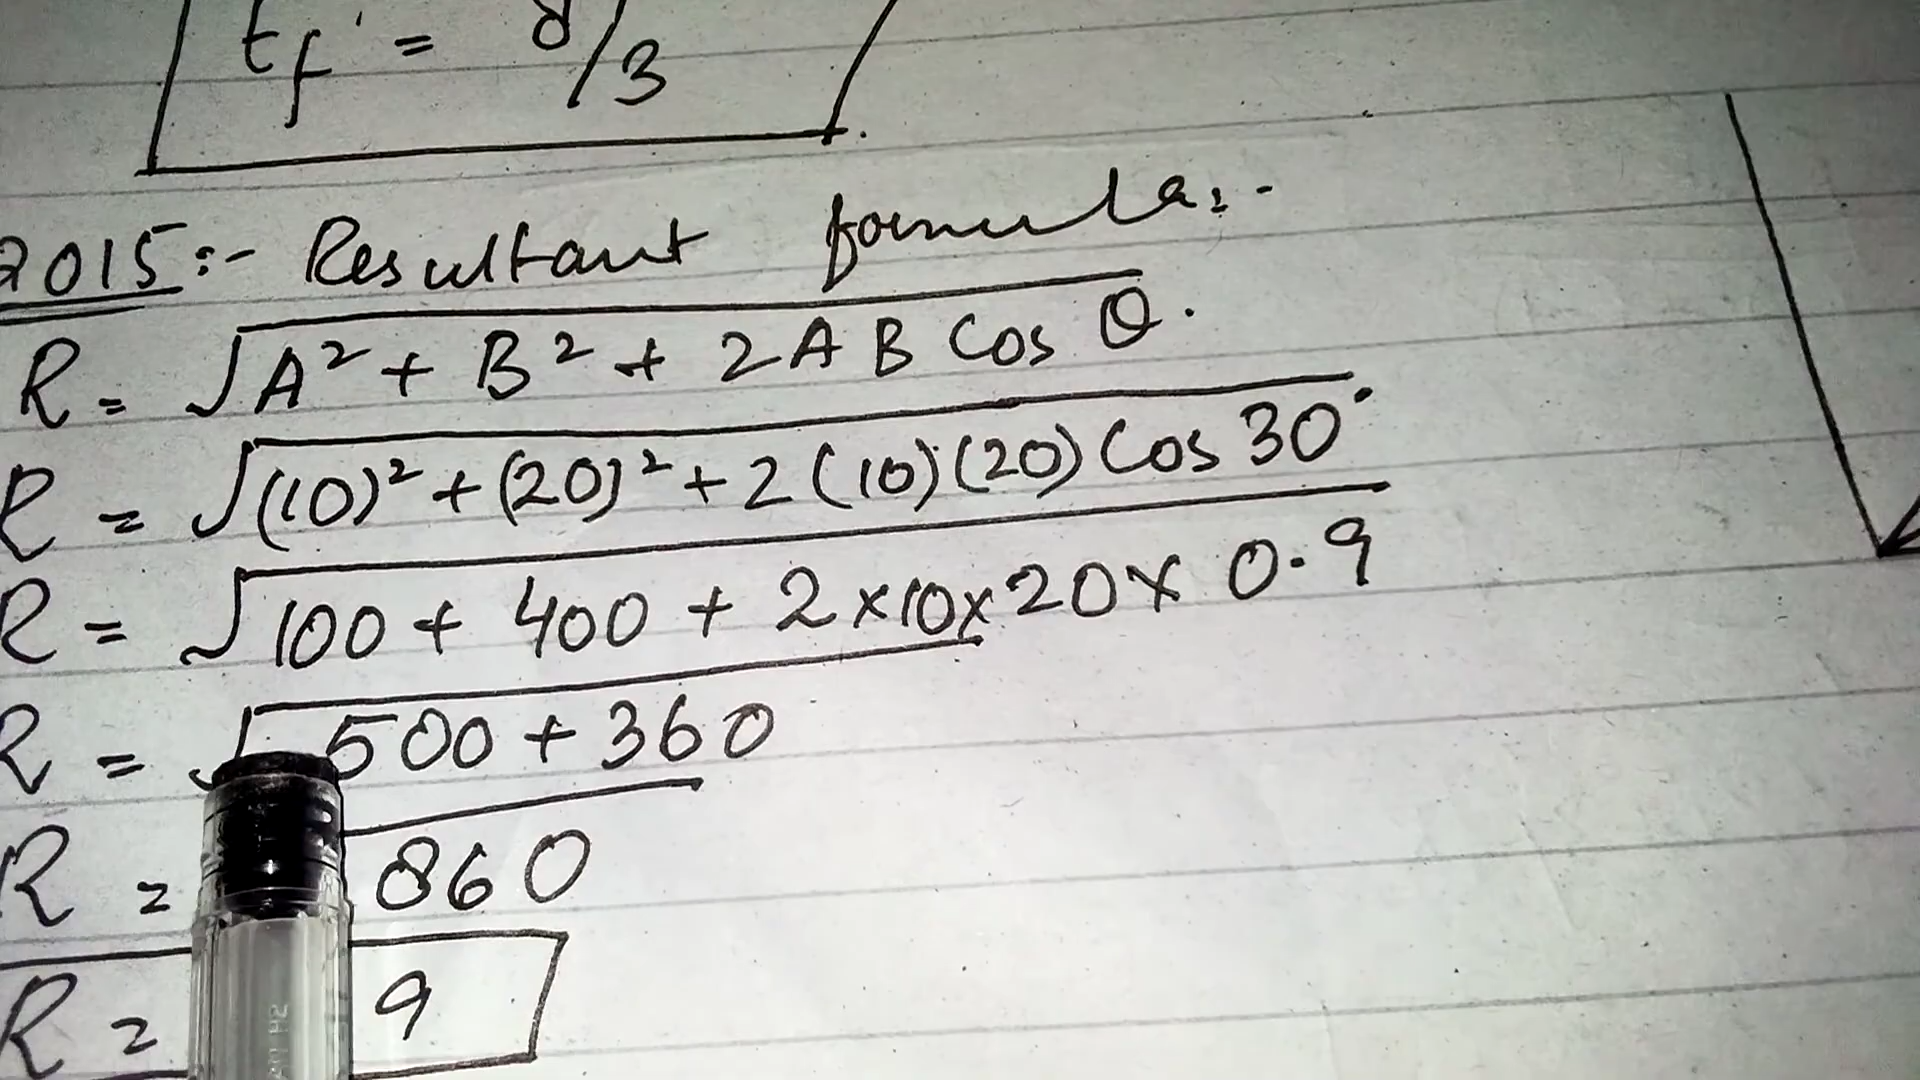 tf' = d/3
2015:- Resultant formula:-
R = √A² + B² + 2AB Cos θ.
R = √(10)² + (20)² + 2(10)(20) Cos 30°
R = √100 + 400 + 2×10×20× 0.9
R = √500 + 360
R = 860
R = 9